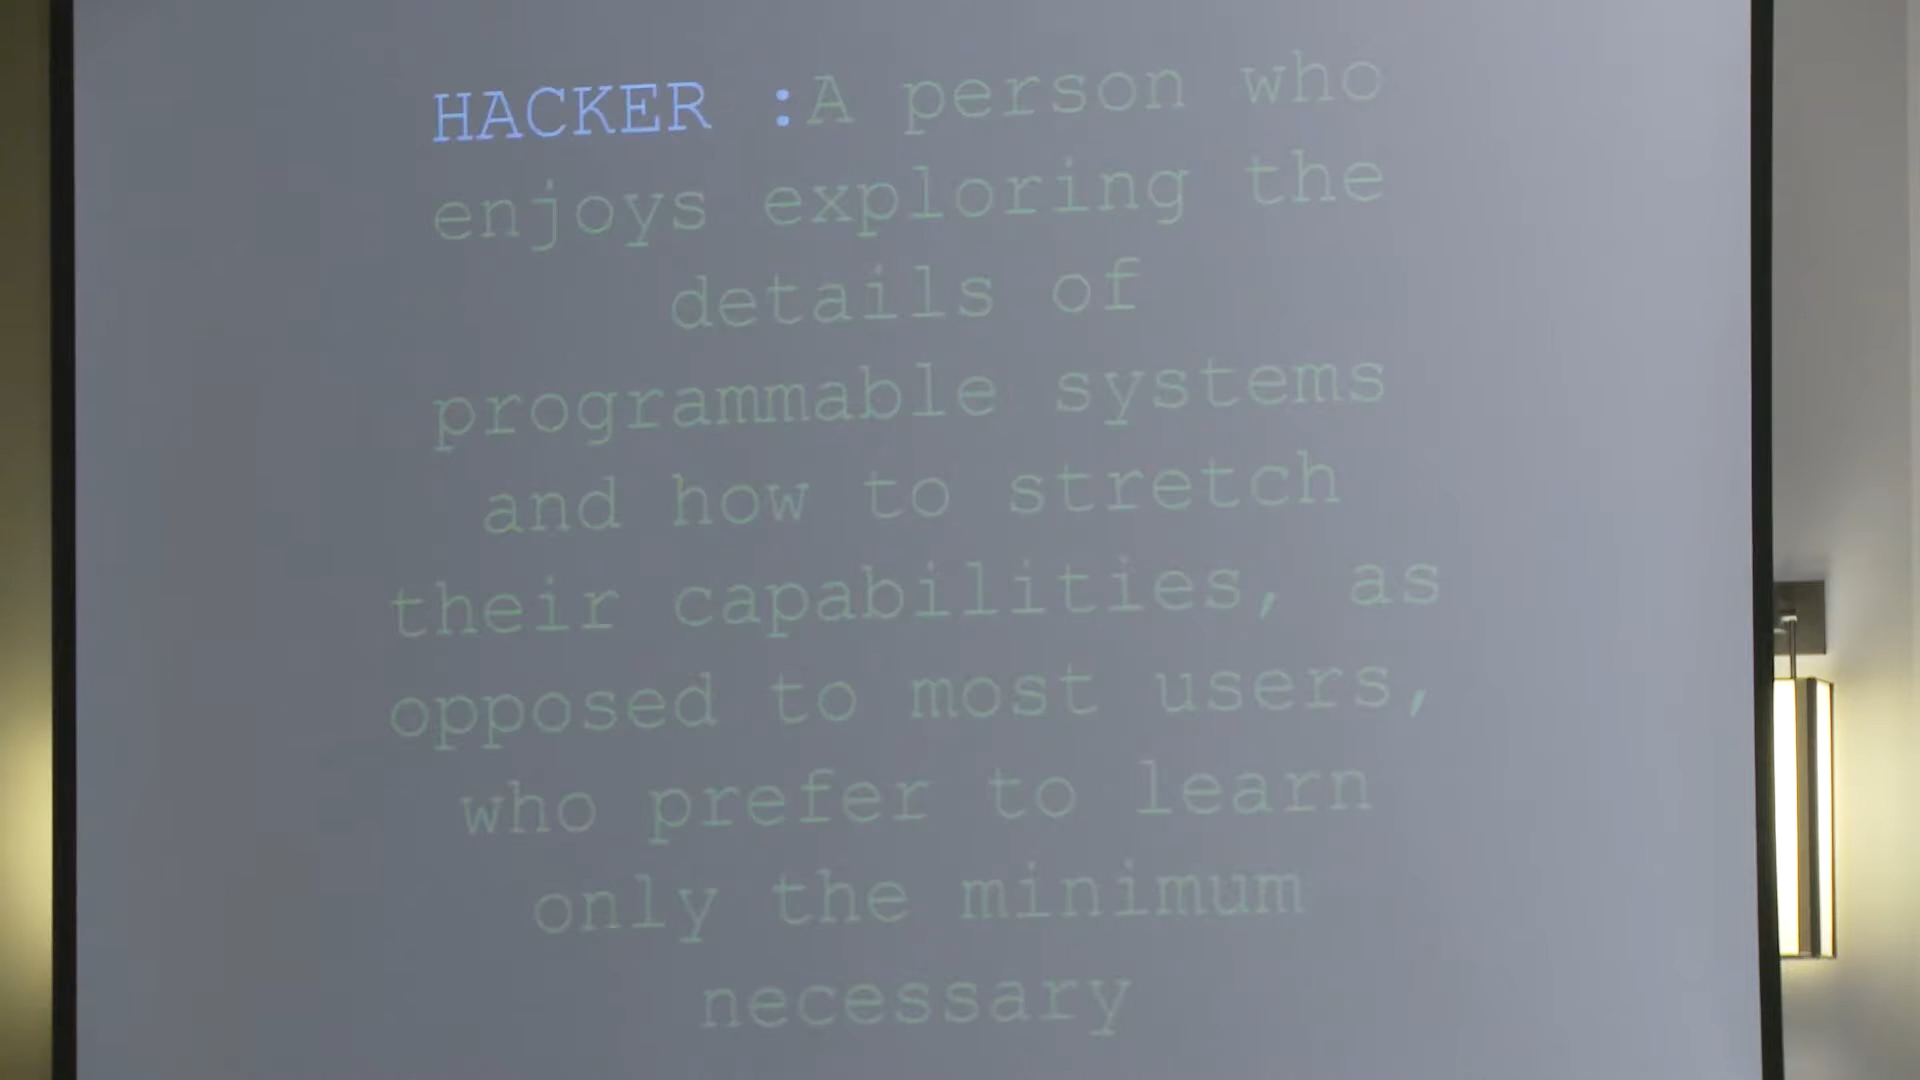 HACKER :A person who
enjoys exploring the
details of
programmable systems
and how to stretch
their capabilities, as
opposed to most users,
who prefer to learn
only the minimum
necessary